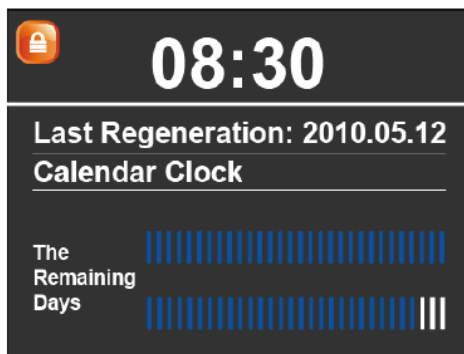 08:30
Last Regeneration: 2010.05.12
Calendar Clock
The
Remaining
Days